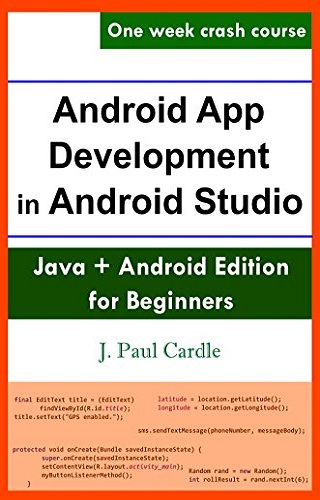 One week crash course
Android App
Development
in Android Studio
Java + Android Edition
for Beginners
J. Paul Cardle
final EditText title = (EditText)
findViewById(R.id.title);
title.setText("GPS enabled.");
latitude = location.getLatitude();
longitude = location.getLongitude();
sms.sendTextMessage(phoneNumber, messageBody);
protected void onCreate(Bundle savedInstanceState) {
super.onCreate(savedInstanceState);
setContentView(R.layout.activity_main);
myButtonListenerMethod();
}
Random rand = new Random();
int rollResult = rand.nextInt(6);